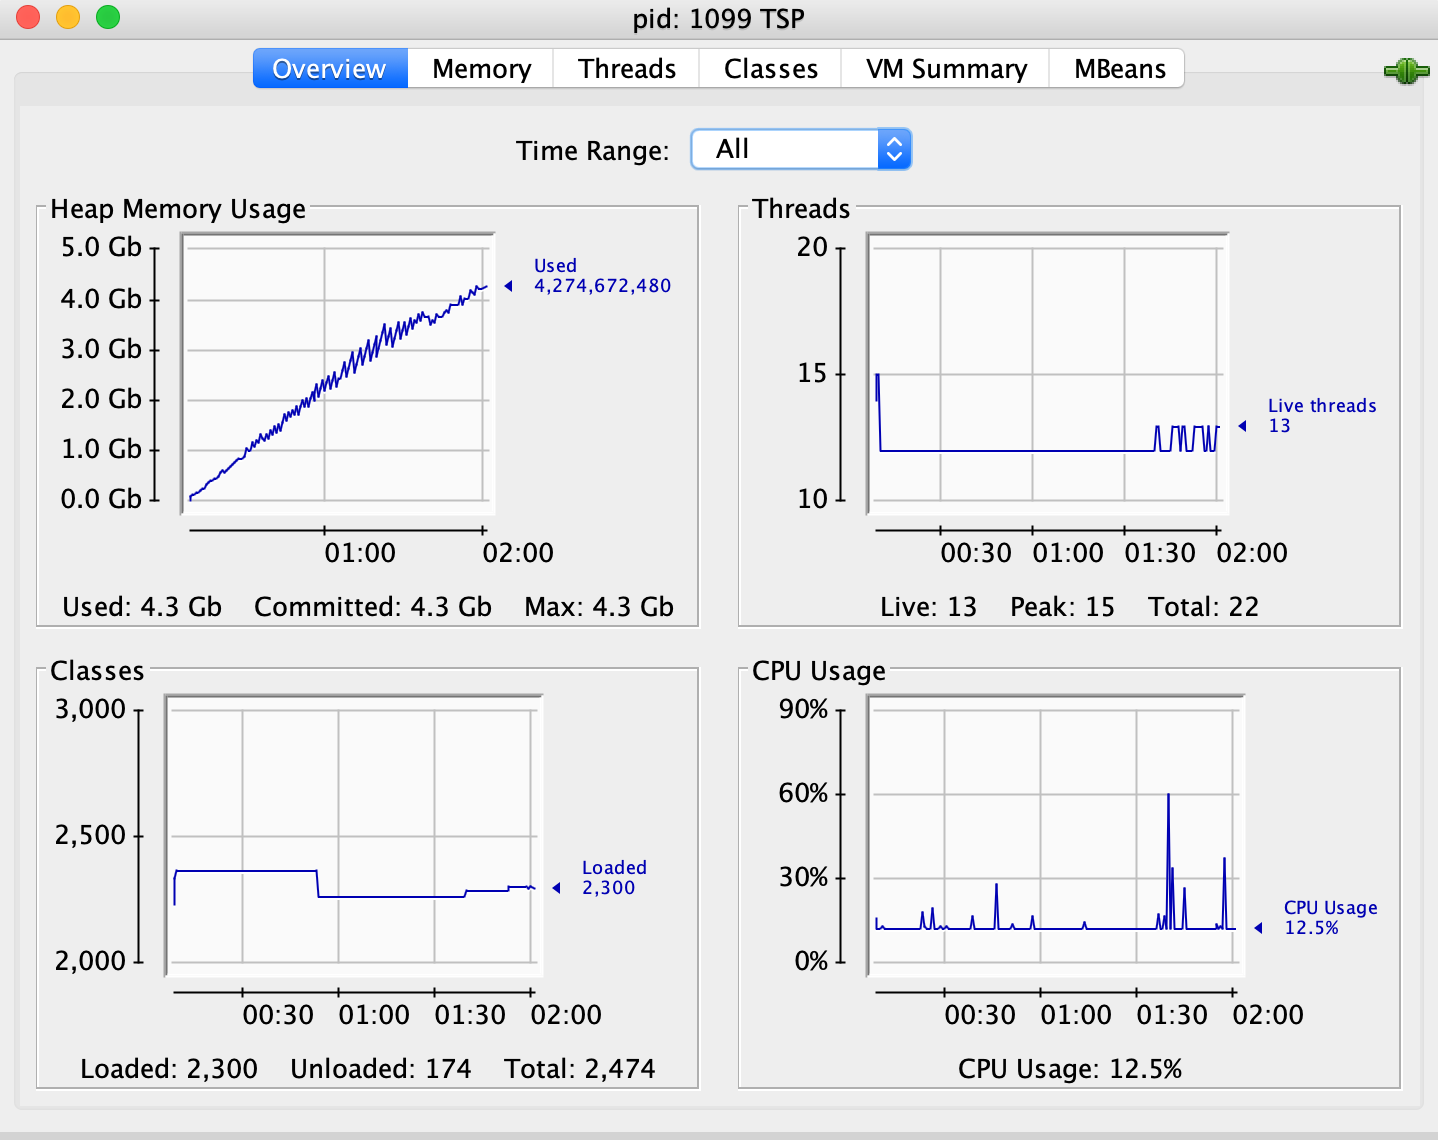 pid: 1099 TSP
Overview Memory Threads Classes VM Summary MBeans
Time Range: All
Heap Memory Usage
5.0 Gb
4.0 Gb
3.0 Gb
2.0 Gb
1.0 Gb
0.0 Gb
Used
4,274,672,480
01:00 02:00
Used: 4.3 Gb Committed: 4.3 Gb Max: 4.3 Gb
Threads
20
15
10
Live threads
13
00:30 01:00 01:30 02:00
Live: 13 Peak: 15 Total: 22
Classes
3,000
2,500
2,000
Loaded
2,300
00:30 01:00 01:30 02:00
Loaded: 2,300 Unloaded: 174 Total: 2,474
CPU Usage
90%
60%
30%
0%
CPU Usage
12.5%
00:30 01:00 01:30 02:00
CPU Usage: 12.5%